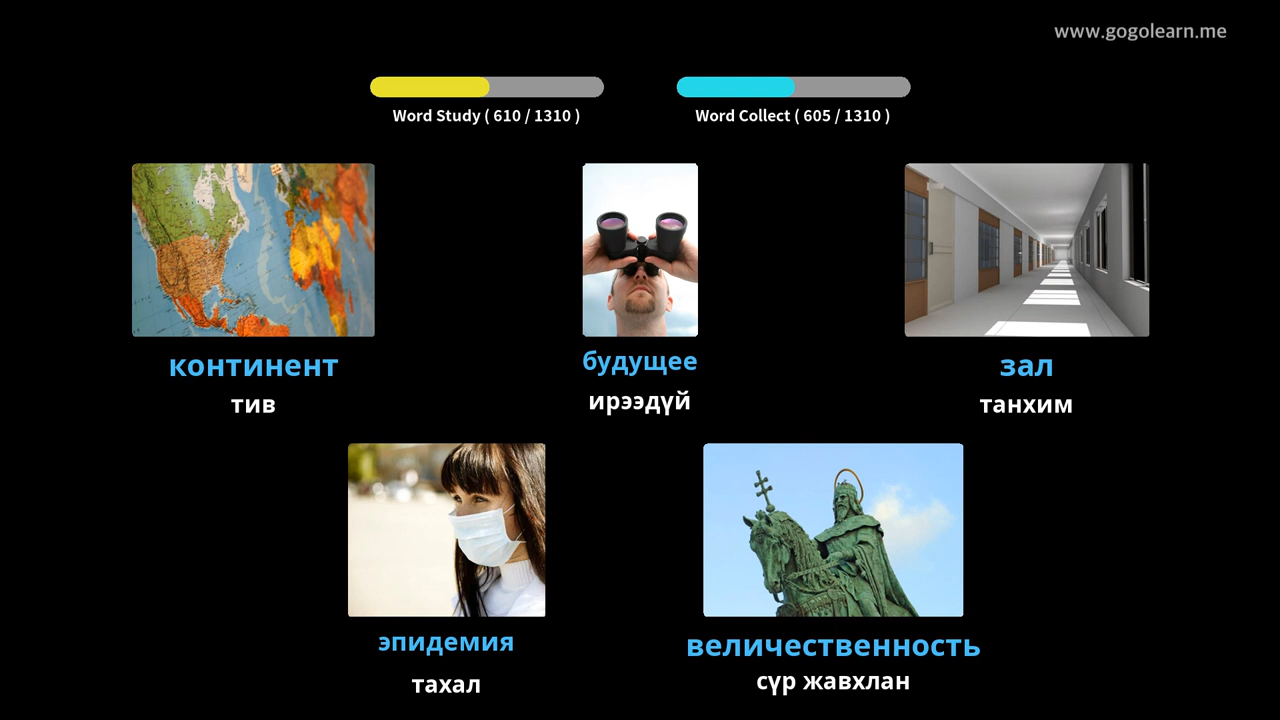 www.gogolearn.me
Word Study ( 610 / 1310 )
Word Collect ( 605 / 1310 )
континент
тив
будущее
ирээдүй
зал
танхим
эпидемия
тахал
величественность
сүр жавхлан